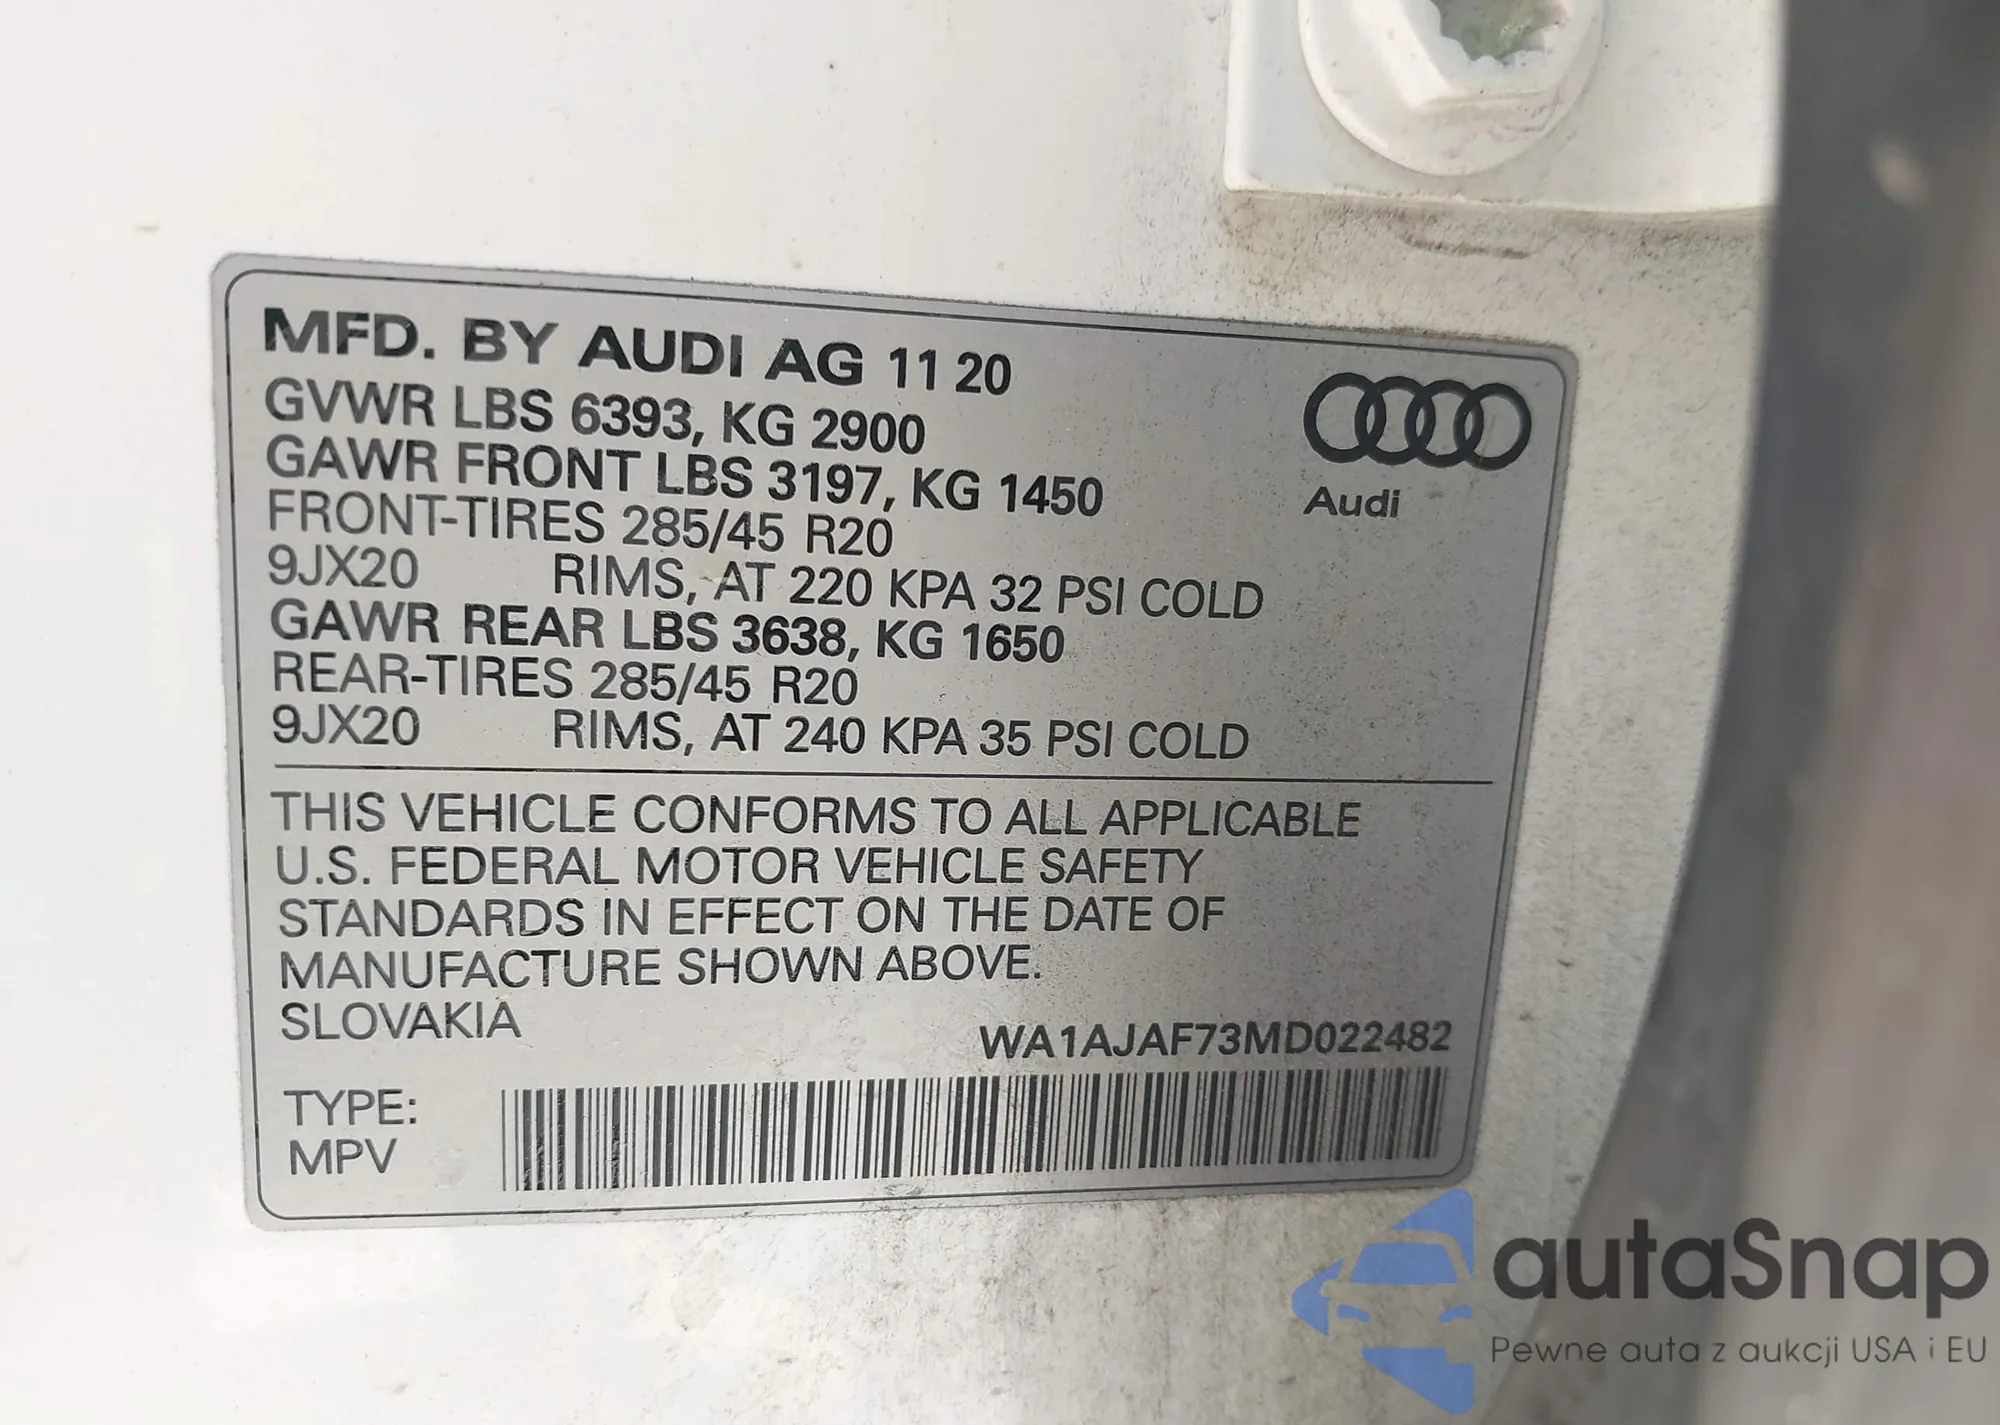 MFD. BY AUDI AG 11 20
GVWR LBS 6393, KG 2900
GAWR FRONT LBS 3197, KG 1450
FRONT-TIRES 285/45 R20
9JX20 RIMS, AT 220 KPA 32 PSI COLD
GAWR REAR LBS 3638, KG 1650
REAR-TIRES 285/45 R20
9JX20 RIMS, AT 240 KPA 35 PSI COLD
Audi
THIS VEHICLE CONFORMS TO ALL APPLICABLE
U.S. FEDERAL MOTOR VEHICLE SAFETY
STANDARDS IN EFFECT ON THE DATE OF
MANUFACTURE SHOWN ABOVE.
SLOVAKIA
WA1AJAF73MD022482
TYPE:
MPV
autaSnap
Pewne auta z aukcji USA i EU